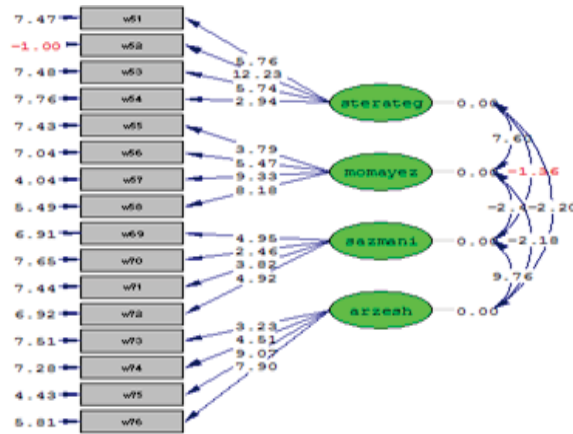 7.47 w51
-1.00 w52
7.48 w53
7.76 w54
7.43 w55
7.04 w56
4.04 w57
5.49 w58
6.91 w69
7.65 w70
7.44 w71
6.92 w72
7.51 w73
7.28 w74
4.43 w75
5.81 w76
5.76
12.23
5.74
2.94
3.79
5.47
9.33
8.18
4.95
2.46
3.82
4.92
3.23
4.51
9.07
7.90
sterateg 0.00
momayez 0.00
sazmani 0.00
arzesh 0.00
-1.36
-2.20
-2.18
9.76